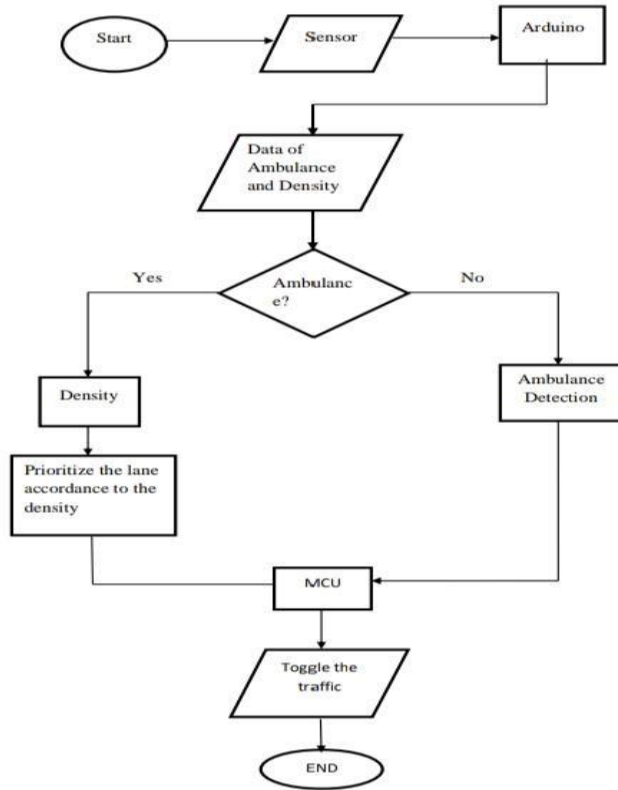 Start
Sensor
Arduino
Data of
Ambulance
and Density
Yes
Ambulanc
e?
No
Density
Ambulance
Detection
Prioritize the lane
accordance to the
density
MCU
Toggle the
traffic
END